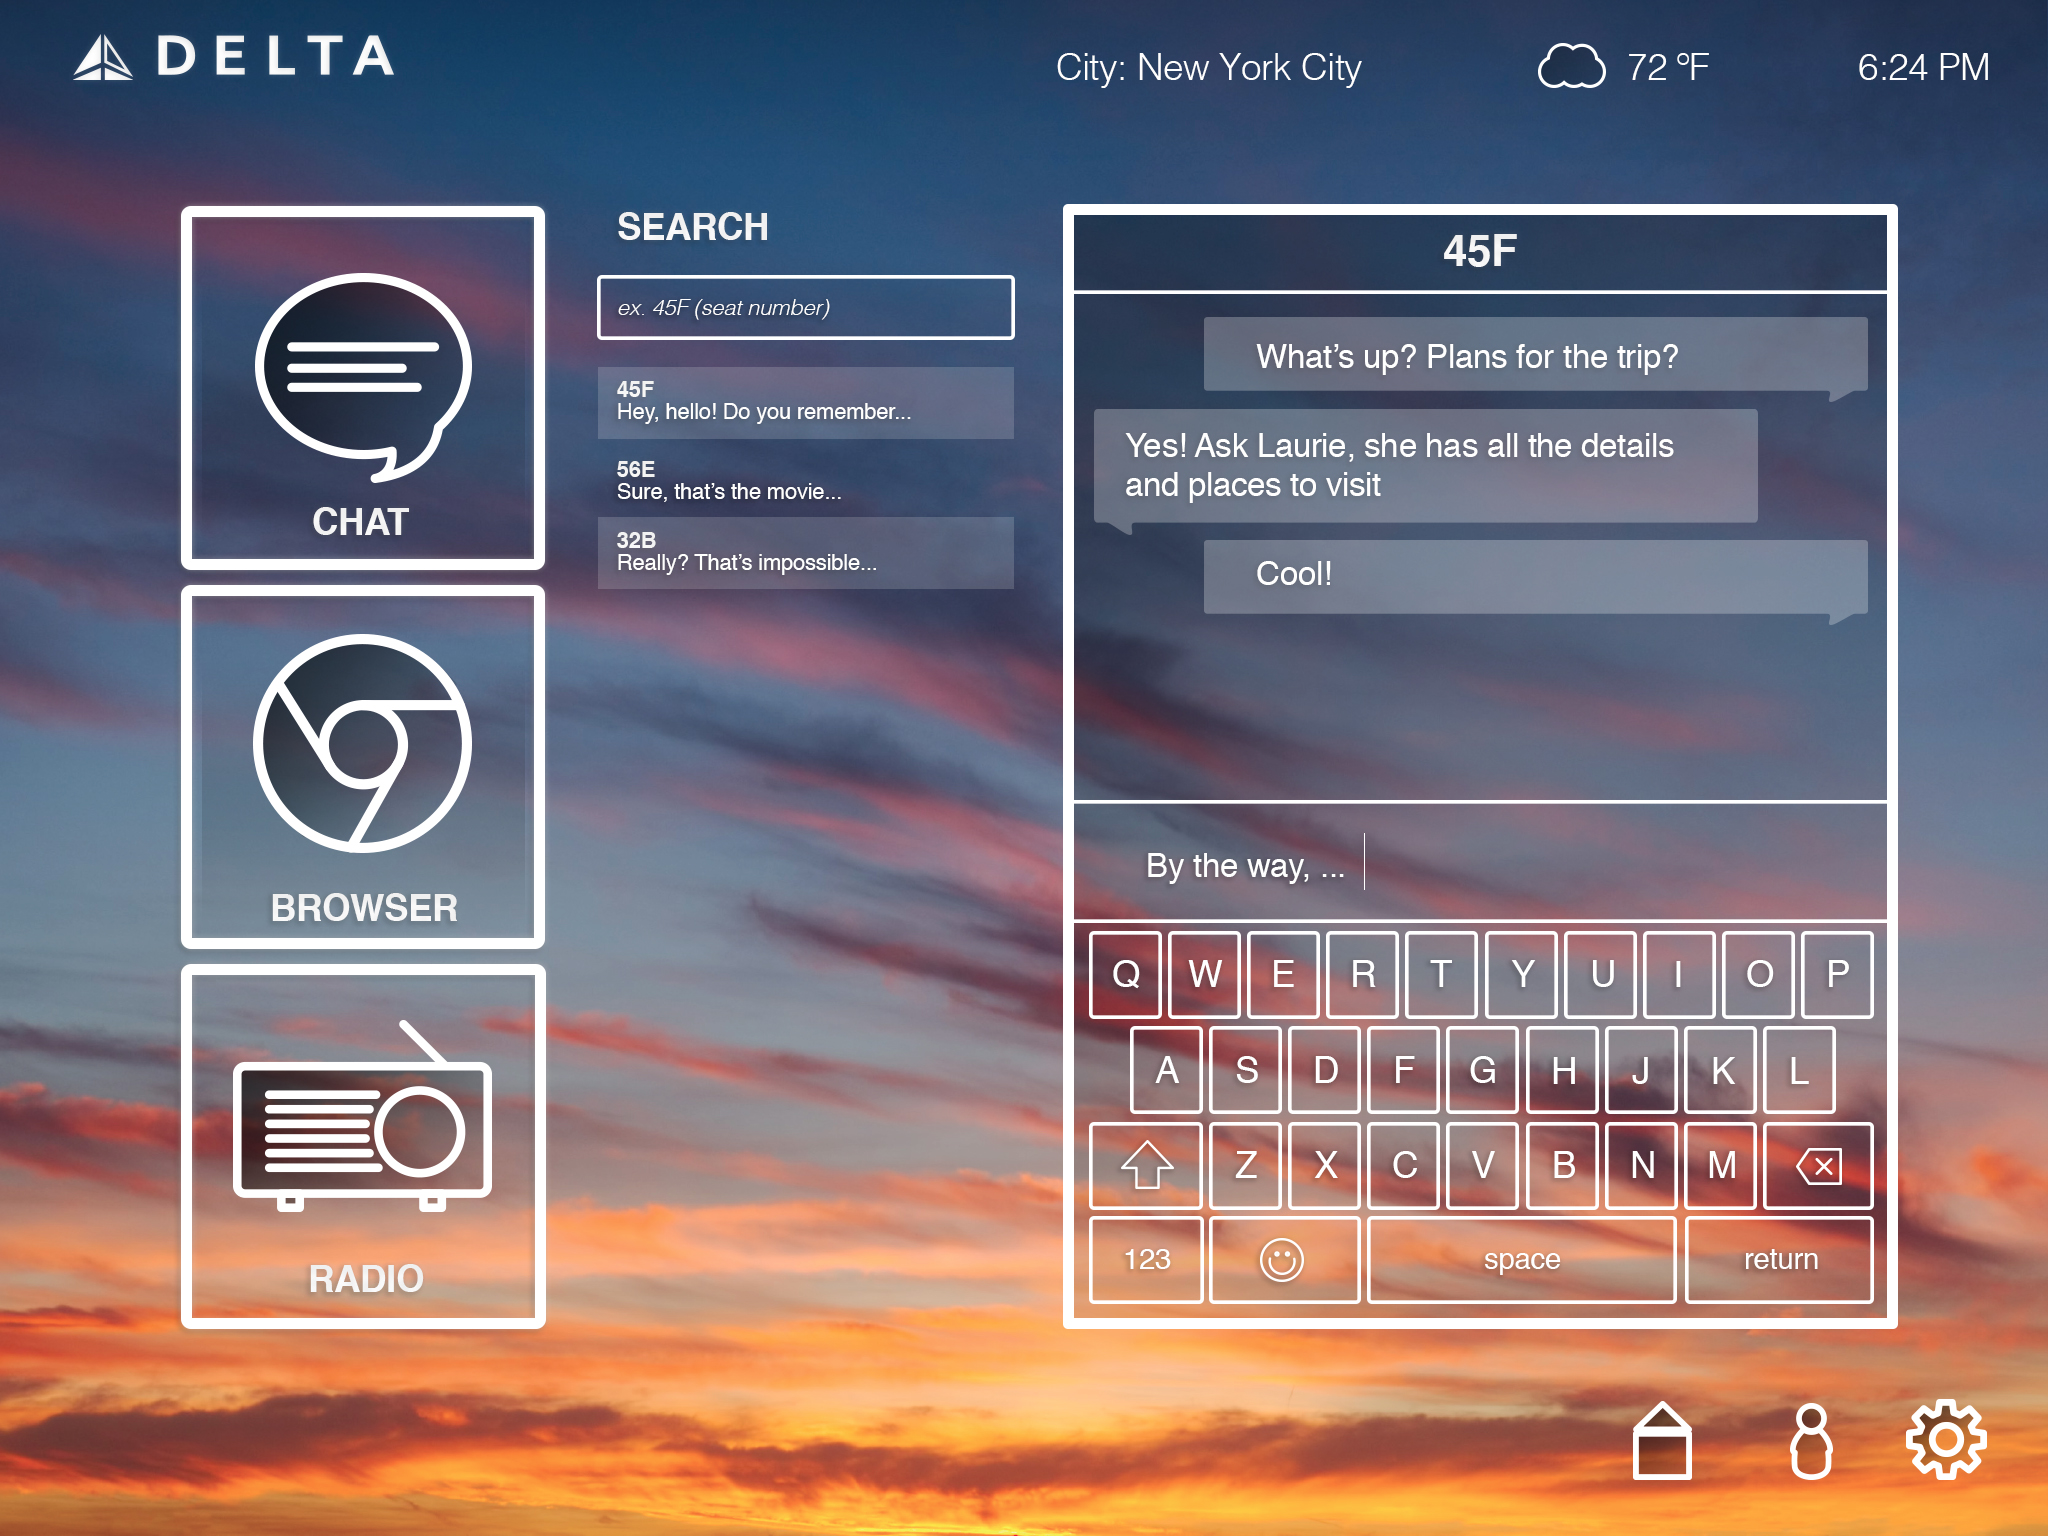 DELTA
City: New York City
72 °F
6:24 PM
CHAT
BROWSER
RADIO
SEARCH
ex. 45F (seat number)
45F
Hey, hello! Do you remember...
56E
Sure, that’s the movie...
32B
Really? That’s impossible...
45F
What’s up? Plans for the trip?
Yes! Ask Laurie, she has all the details
and places to visit
Cool!
By the way, ...
Q W E R T Y U I O P
A S D F G H J K L
Z X C V B N M
123 space return